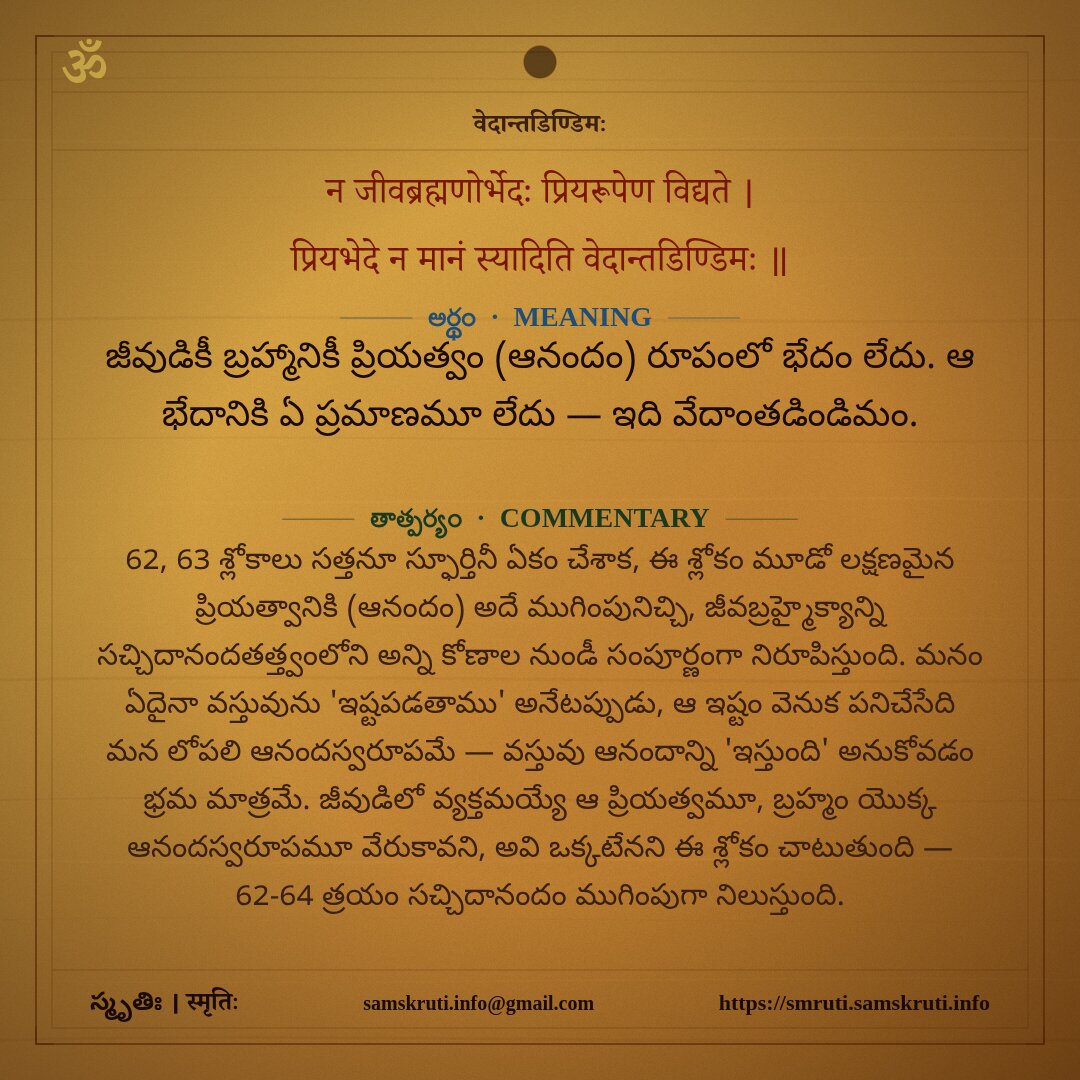 ॐ
वेदान्तडिण्डिमः
न जीवब्रह्मणोर्भेदः प्रियरूपेण विद्यते |
प्रियभेदे न मानं स्यादिति वेदान्तडिण्डिमः ॥
అర్థం · MEANING
జీవుడికీ బ్రహ్మానికీ ప్రియత్వం (ఆనందం) రూపంలో భేదం లేదు. ఆ
భేదానికి ఏ ప్రమాణమూ లేదు — ఇది వేదాంతడిండిమం.
తాత్పర్యం · COMMENTARY
62, 63 శ్లోకాలు సత్తనూ స్ఫూర్తినీ ఏకం చేశాక, ఈ శ్లోకం మూడో లక్షణమైన
ప్రియత్వానికి (ఆనందం) అదే ముగింపునిచ్చి, జీవబ్రహ్మైక్యాన్ని
సచ్చిదానందతత్త్వంలోని అన్ని కోణాల నుండీ సంపూర్ణంగా నిరూపిస్తుంది. మనం
ఏదైనా వస్తువును 'ఇష్టపడతాము' అనేటప్పుడు, ఆ ఇష్టం వెనుక పనిచేసేది
మన లోపలి ఆనందస్వరూపమే — వస్తువు ఆనందాన్ని 'ఇస్తుంది' అనుకోవడం
భ్రమ మాత్రమే. జీవుడిలో వ్యక్తమయ్యే ఆ ప్రియత్వమూ, బ్రహ్మం యొక్క
ఆనందస్వరూపమూ వేరుకావని, అవి ఒక్కటేనని ఈ శ్లోకం చాటుతుంది —
62-64 త్రయం సచ్చిదానందం ముగింపుగా నిలుస్తుంది.
స్మృతిః | स्मृतिः samskruti.info@gmail.com https://smruti.samskruti.info